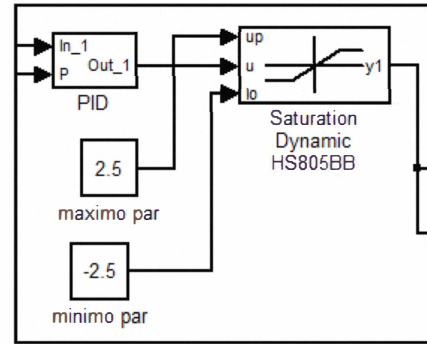 In_1
P
Out_1
PID
up
u
lo
y1
Saturation
Dynamic
HS805BB
2.5
maximo par
-2.5
minimo par